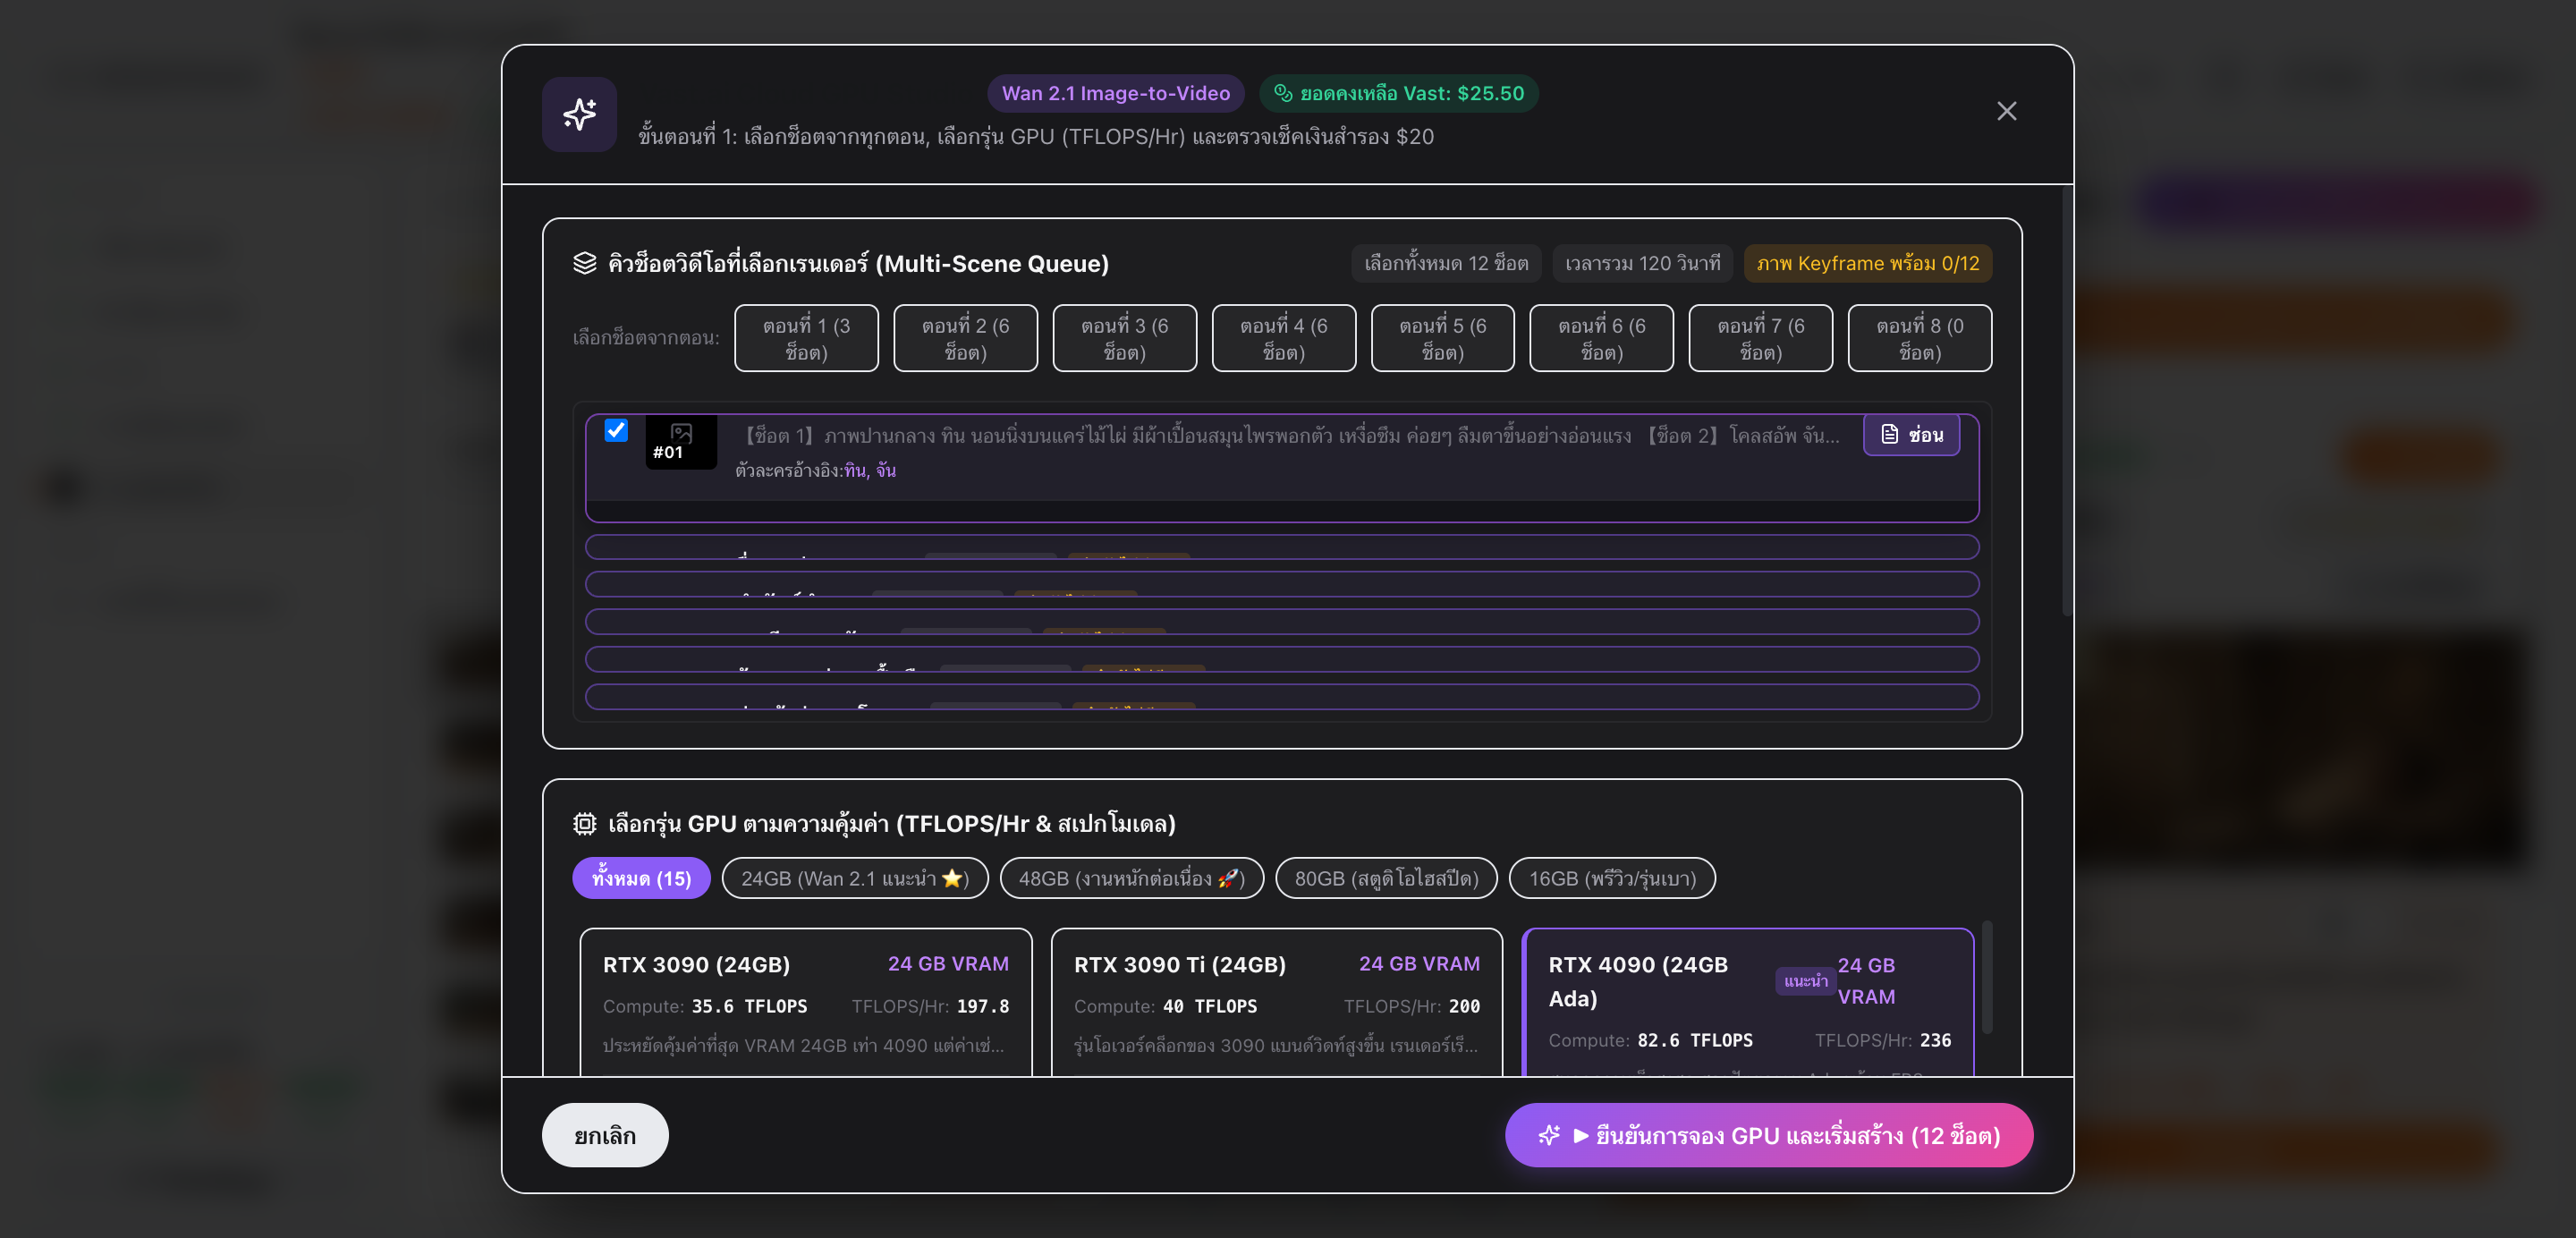 Wan 2.1 Image-to-Video
ยอดคงเหลือ Vast: $25.50
ขั้นตอนที่ 1: เลือกช็อตจากทุกตอน, เลือกรุ่น GPU (TFLOPS/Hr) และตรวจเช็คเงินสำรอง $20
คิวช็อตวิดีโอที่เลือกเรนเดอร์ (Multi-Scene Queue)
เลือกทั้งหมด 12 ช็อต
เวลารวม 120 วินาที
ภาพ Keyframe พร้อม 0/12
เลือกช็อตจากตอน:
ตอนที่ 1 (3
ช็อต)
ตอนที่ 2 (6
ช็อต)
ตอนที่ 3 (6
ช็อต)
ตอนที่ 4 (6
ช็อต)
ตอนที่ 5 (6
ช็อต)
ตอนที่ 6 (6
ช็อต)
ตอนที่ 7 (6
ช็อต)
ตอนที่ 8 (0
ช็อต)
#01
【ช็อต 1】ภาพปานกลาง ทิน นอนนิ่งบนแคร่ไม้ไผ่ มีผ้าเปื้อนสมุนไพรพอกตัว เหงื่อซึม ค่อยๆ ลืมตาขึ้นอย่างอ่อนแรง 【ช็อต 2】โคลสอัพ จัน...
ซ่อน
ตัวละครอ้างอิง:ทิน, จัน
เลือกรุ่น GPU ตามความคุ้มค่า (TFLOPS/Hr & สเปกโมเดล)
ทั้งหมด (15)
24GB (Wan 2.1 แนะนำ ⭐)
48GB (งานหนักต่อเนื่อง 🚀)
80GB (สตูดิโอไฮสปีด)
16GB (พรีวิว/รุ่นเบา)
RTX 3090 (24GB)
24 GB VRAM
Compute: 35.6 TFLOPS
TFLOPS/Hr: 197.8
ประหยัดคุ้มค่าที่สุด VRAM 24GB เท่า 4090 แต่ค่าเช่...
RTX 3090 Ti (24GB)
24 GB VRAM
Compute: 40 TFLOPS
TFLOPS/Hr: 200
รุ่นโอเวอร์คล็อกของ 3090 แบนด์วิดท์สูงขึ้น เรนเดอร์เร็...
RTX 4090 (24GB
Ada)
แนะนำ
24 GB
VRAM
Compute: 82.6 TFLOPS
TFLOPS/Hr: 236
ยกเลิก
▶ ยืนยันการจอง GPU และเริ่มสร้าง (12 ช็อต)